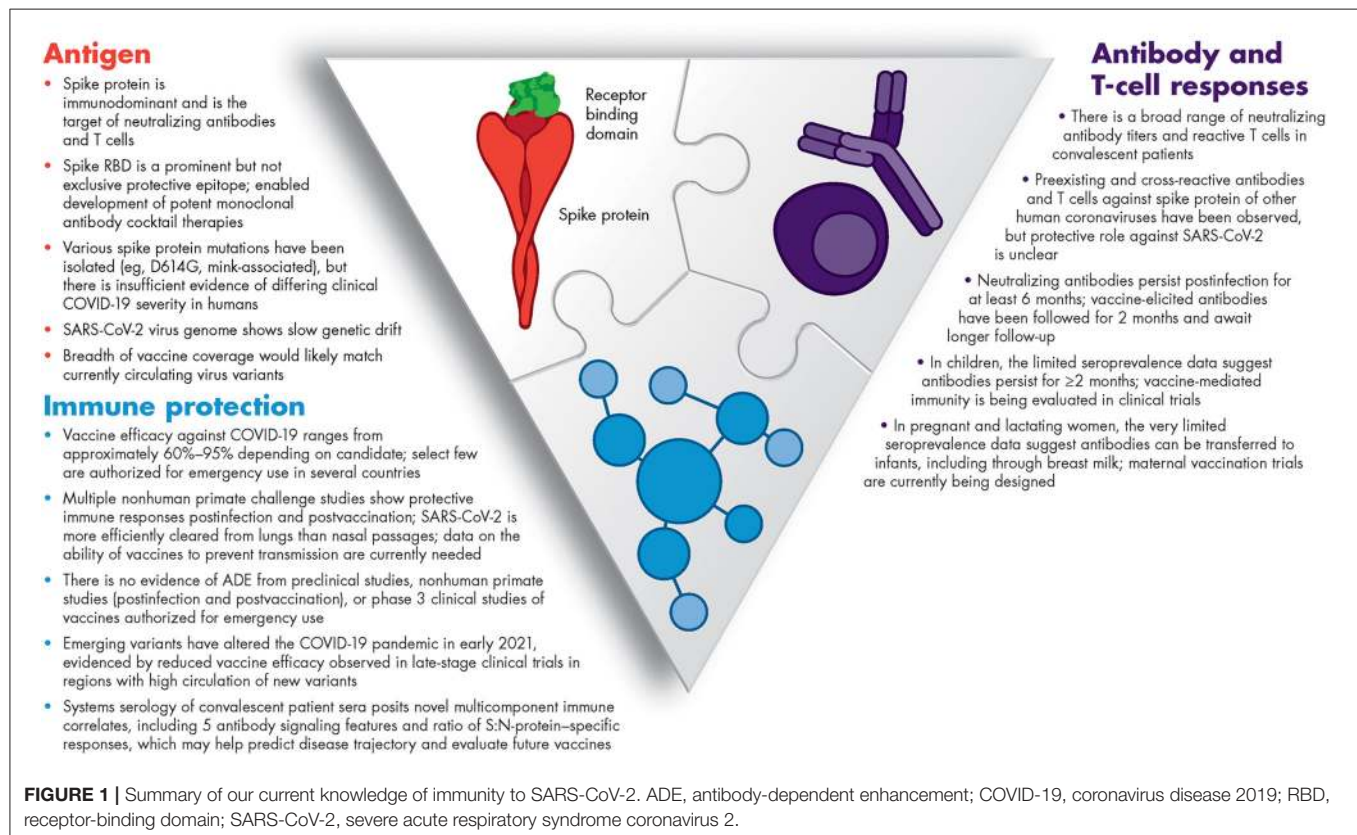 Antigen
• Spike protein is
immunodominant and is the
target of neutralizing antibodies
and T cells
• Spike RBD is a prominent but not
exclusive protective epitope; enabled
development of potent monoclonal
antibody cocktail therapies
• Various spike protein mutations have been
isolated (eg, D614G, mink-associated), but
there is insufficient evidence of differing clinical
COVID-19 severity in humans
• SARS-CoV-2 virus genome shows slow genetic drift
• Breadth of vaccine coverage would likely match
currently circulating virus variants
Immune protection
• Vaccine efficacy against COVID-19 ranges from
approximately 60%–95% depending on candidate; select few
are authorized for emergency use in several countries
• Multiple nonhuman primate challenge studies show protective
immune responses postinfection and postvaccination; SARS-CoV-2 is
more efficiently cleared from lungs than nasal passages; data on the
ability of vaccines to prevent transmission are currently needed
• There is no evidence of ADE from preclinical studies, nonhuman primate
studies (postinfection and postvaccination), or phase 3 clinical studies of
vaccines authorized for emergency use
• Emerging variants have altered the COVID-19 pandemic in early 2021,
evidenced by reduced vaccine efficacy observed in late-stage clinical trials in
regions with high circulation of new variants
• Systems serology of convalescent patient sera posits novel multicomponent immune
correlates, including 5 antibody signaling features and ratio of S:N-protein–specific
responses, which may help predict disease trajectory and evaluate future vaccines
Receptor
binding
domain
Spike protein
Antibody and
T-cell responses
• There is a broad range of neutralizing
antibody titers and reactive T cells in
convalescent patients
• Preexisting and cross-reactive antibodies
and T cells against spike protein of other
human coronaviruses have been observed,
but protective role against SARS-CoV-2
is unclear
• Neutralizing antibodies persist postinfection for
at least 6 months; vaccine-elicited antibodies
have been followed for 2 months and await
longer follow-up
• In children, the limited seroprevalence data suggest
antibodies persist for ≥2 months; vaccine-mediated
immunity is being evaluated in clinical trials
• In pregnant and lactating women, the very limited
seroprevalence data suggest antibodies can be transferred to
infants, including through breast milk; maternal vaccination trials
are currently being designed
FIGURE 1 | Summary of our current knowledge of immunity to SARS-CoV-2. ADE, antibody-dependent enhancement; COVID-19, coronavirus disease 2019; RBD,
receptor-binding domain; SARS-CoV-2, severe acute respiratory syndrome coronavirus 2.